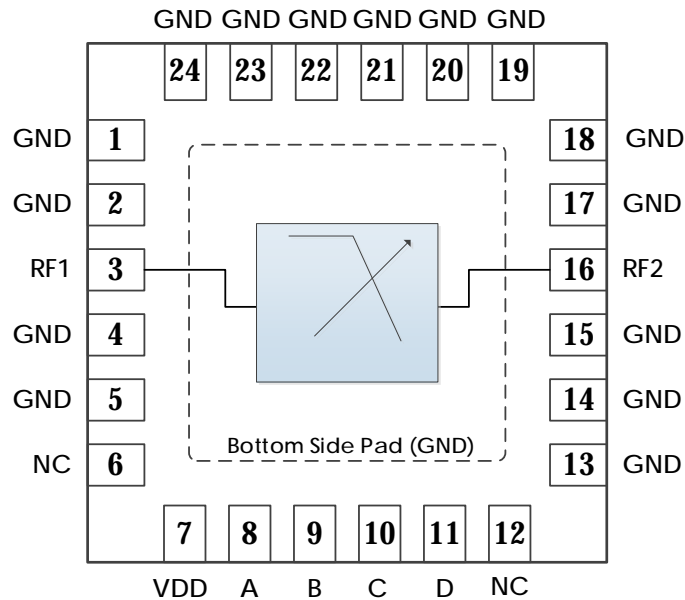 GND GND GND GND GND GND
24 23 22 21 20 19
GND 1 18 GND
GND 2 17 GND
RF1 3 16 RF2
GND 4 15 GND
GND 5 14 GND
Bottom Side Pad (GND)
NC 6 13 GND
7 8 9 10 11 12
VDD A B C D NC